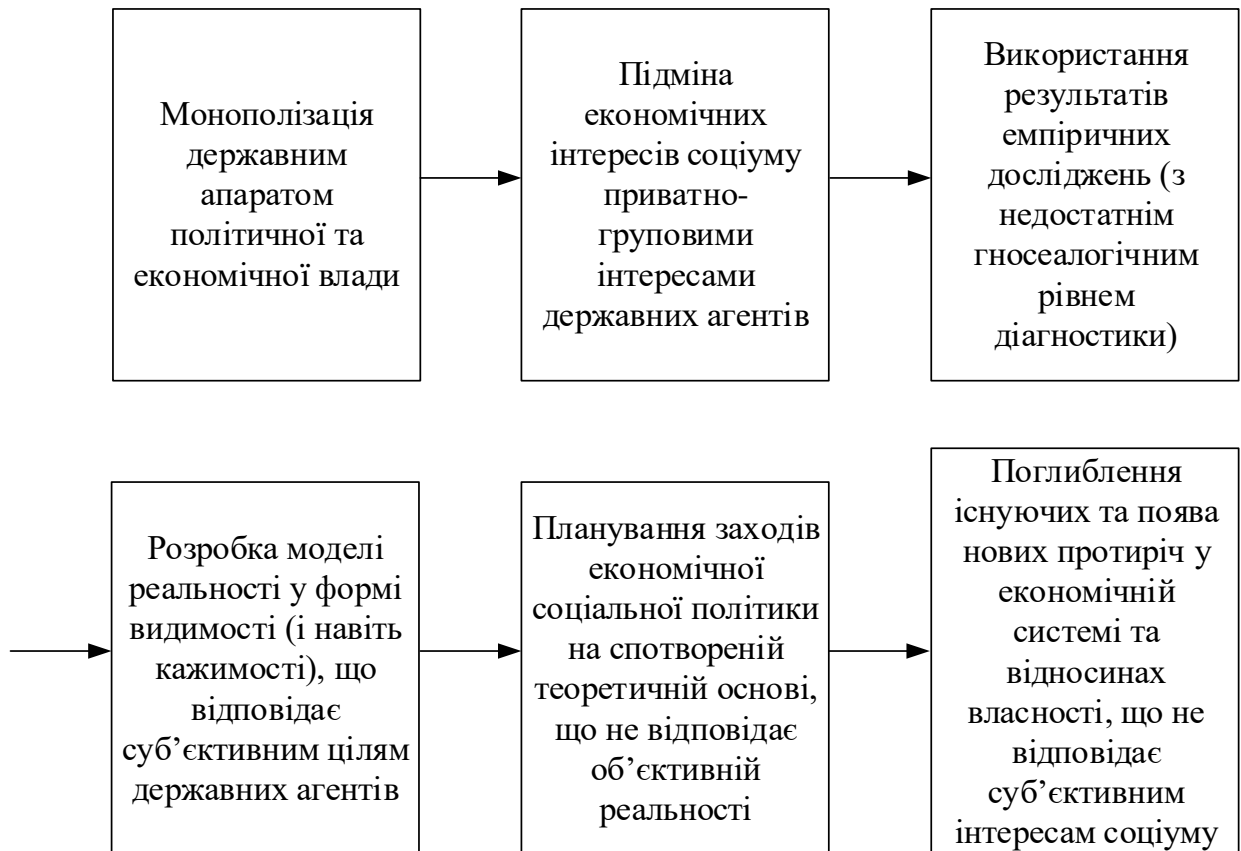 Монополізація
державним
апаратом
політичної та
економічної влади
Підміна
економічних
інтересів соціуму
приватно-
груповими
інтересами
державних агентів
Використання
результатів
емпіричних
досліджень (з
недостатнім
гносеалогічним
рівнем
діагностики)
Розробка моделі
реальності у формі
видимості (і навіть
кажимості), що
відповідає
суб’єктивним цілям
державних агентів
Планування заходів
економічної
соціальної політики
на спотвореній
теоретичній основі,
що не відповідає
об’єктивній
реальності
Поглиблення
існуючих та поява
нових протиріч у
економічній
системі та
відносинах
власності, що не
відповідає
суб’єктивним
інтересам соціуму